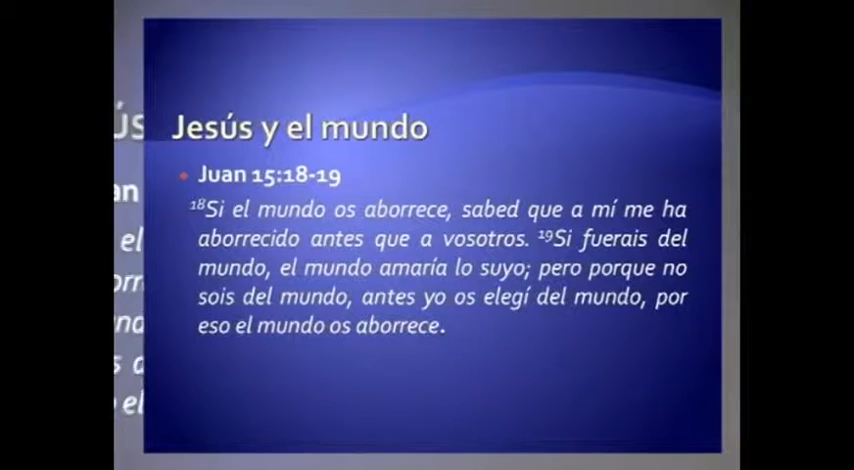 Jesús y el mundo
Juan 15:18-19
¹⁸Si el mundo os aborrece, sabed que a mí me ha
aborrecido antes que a vosotros. ¹⁹Si fuerais del
mundo, el mundo amaría lo suyo; pero porque no
sois del mundo, antes yo os elegí del mundo, por
eso el mundo os aborrece.